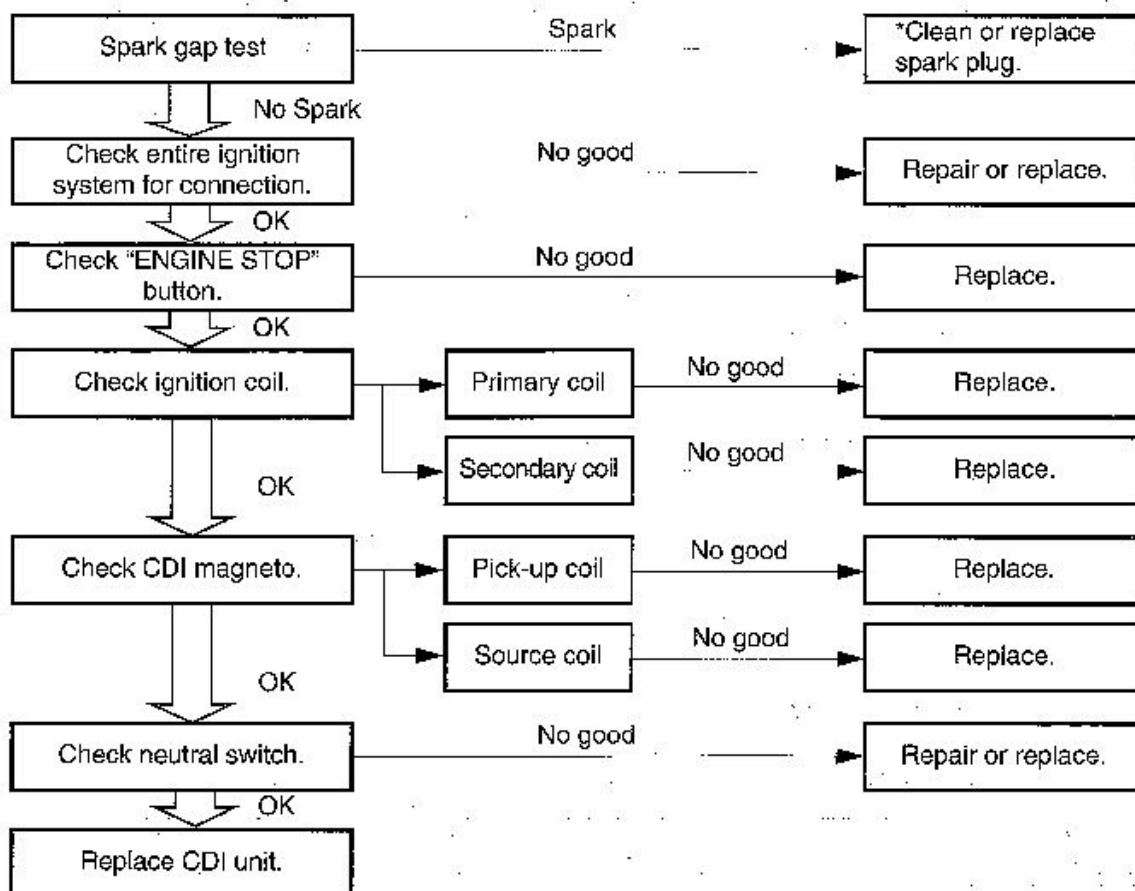 Spark gap test
Spark
*Clean or replace
spark plug.
No Spark
Check entire ignition
system for connection.
No good
Repair or replace.
OK
Check “ENGINE STOP”
button.
No good
Replace.
OK
Check ignition coil.
Primary coil
No good
Replace.
Secondary coil
No good
Replace.
OK
Check CDI magneto.
Pick-up coil
No good
Replace.
Source coil
No good
Replace.
OK
Check neutral switch.
No good
Repair or replace.
OK
Replace CDI unit.